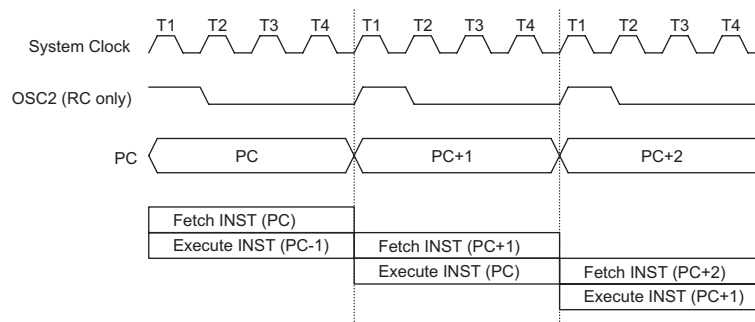 T1 T2 T3 T4 T1 T2 T3 T4 T1 T2 T3 T4
System Clock
OSC2 (RC only)
PC PC PC+1 PC+2
Fetch INST (PC)
Execute INST (PC-1) Fetch INST (PC+1)
Execute INST (PC) Fetch INST (PC+2)
Execute INST (PC+1)